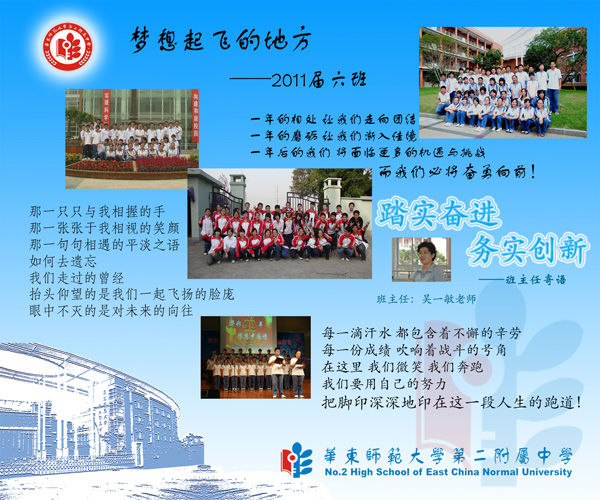 梦想起飞的地方
——2011届六班
一年的相处 让我们走向团结
一年的磨砺 让我们渐入佳境
一年后的我们 将面临更多的机遇与挑战
而我们必将奋勇向前！
那一只只与我相握的手
那一张张于我相视的笑颜
那一句句相遇的平淡之语
如何去遗忘
我们走过的曾经
抬头仰望的是我们一起飞扬的脸庞
眼中不灭的是对未来的向往
踏实奋进
务实创新
——班主任寄语
班主任：吴一敏老师
每一滴汗水 都包含着不懈的辛劳
每一份成绩 吹响着战斗的号角
在这里 我们微笑 我们奔跑
我们要用自己的努力
把脚印深深地印在这一段人生的跑道！
華東師範大學第二附屬中學
No.2 High School of East China Normal University